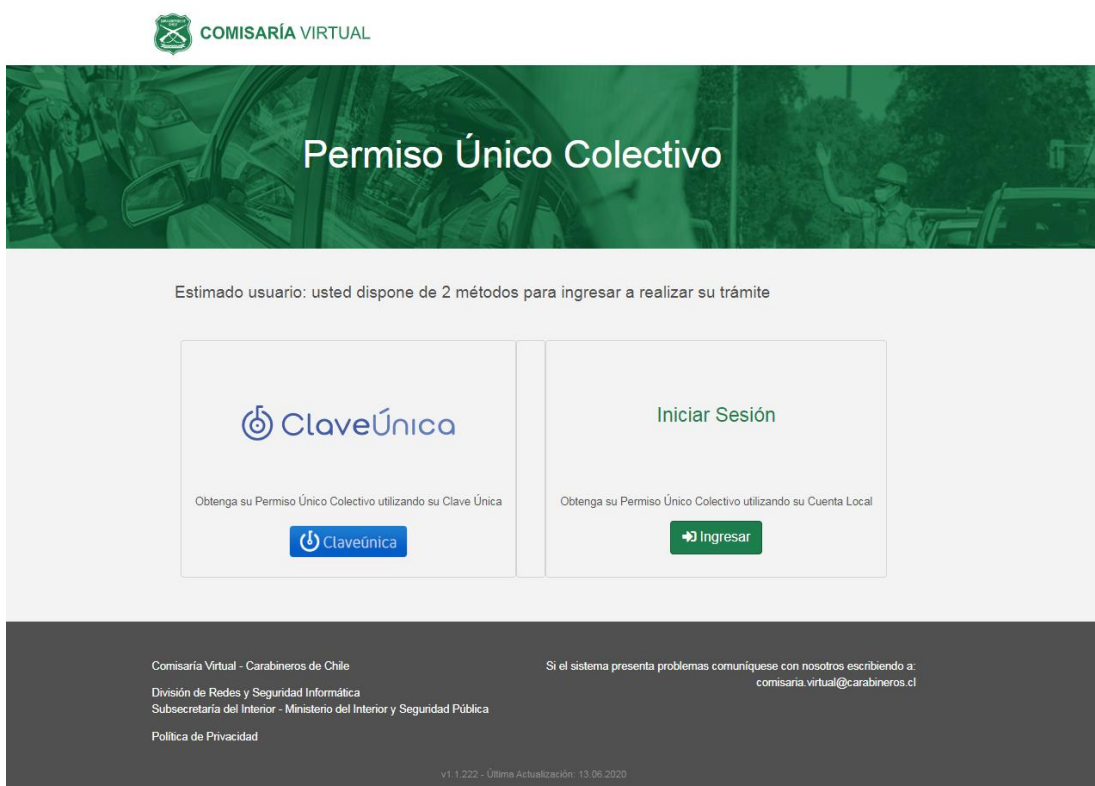 COMISARÍA VIRTUAL
Permiso Único Colectivo
Estimado usuario: usted dispone de 2 métodos para ingresar a realizar su trámite
ClaveÚnica
Obtenga su Permiso Único Colectivo utilizando su Clave Única
Claveúnica
Iniciar Sesión
Obtenga su Permiso Único Colectivo utilizando su Cuenta Local
Ingresar
Comisaría Virtual - Carabineros de Chile
División de Redes y Seguridad Informática
Subsecretaría del Interior - Ministerio del Interior y Seguridad Pública
Política de Privacidad
Si el sistema presenta problemas comuníquese con nosotros escribiendo a:
comisaria.virtual@carabineros.cl
v1.1.222 - Última Actualización: 13.06.2020